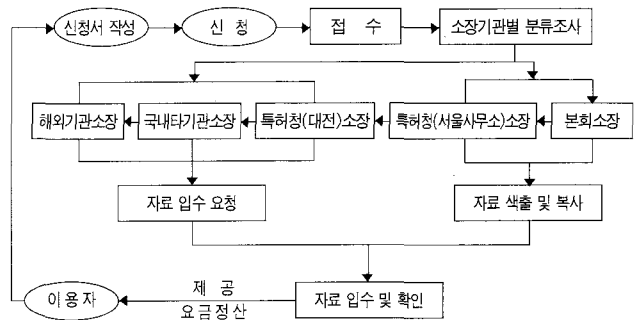 신청서 작성
신 청
접 수
소장기관별 분류조사
해외기관소장
국내타기관소장
특허청(대전)소장
특허청(서울사무소)소장
본회소장
자료 입수 요청
자료 색출 및 복사
이용자
제 공
요금정산
자료 입수 및 확인